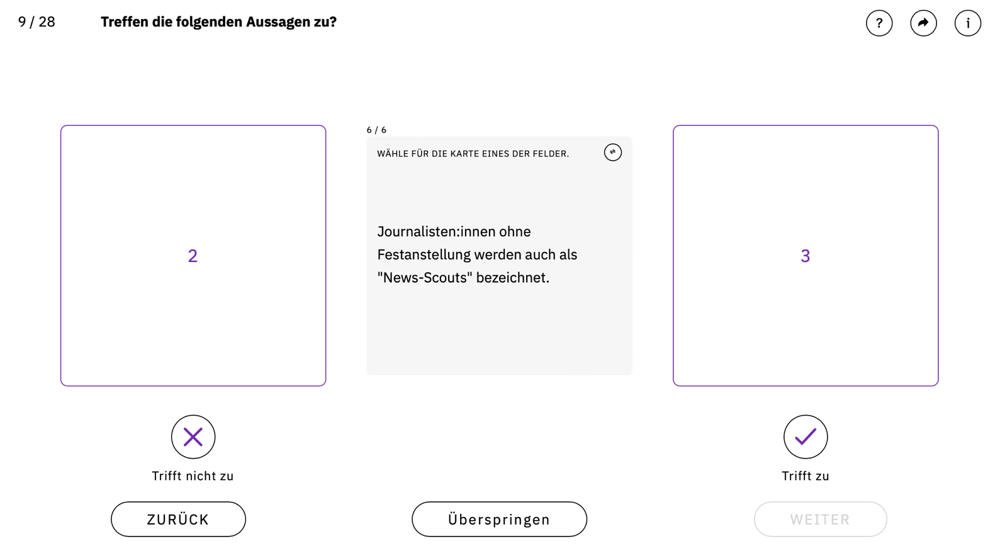 9 / 28
Treffen die folgenden Aussagen zu?
?
i
2
6 / 6
WÄHLE FÜR DIE KARTE EINES DER FELDER.
Journalisten:innen ohne
Festanstellung werden auch als
"News-Scouts" bezeichnet.
3
Trifft nicht zu
Trifft zu
ZURÜCK
Überspringen
WEITER